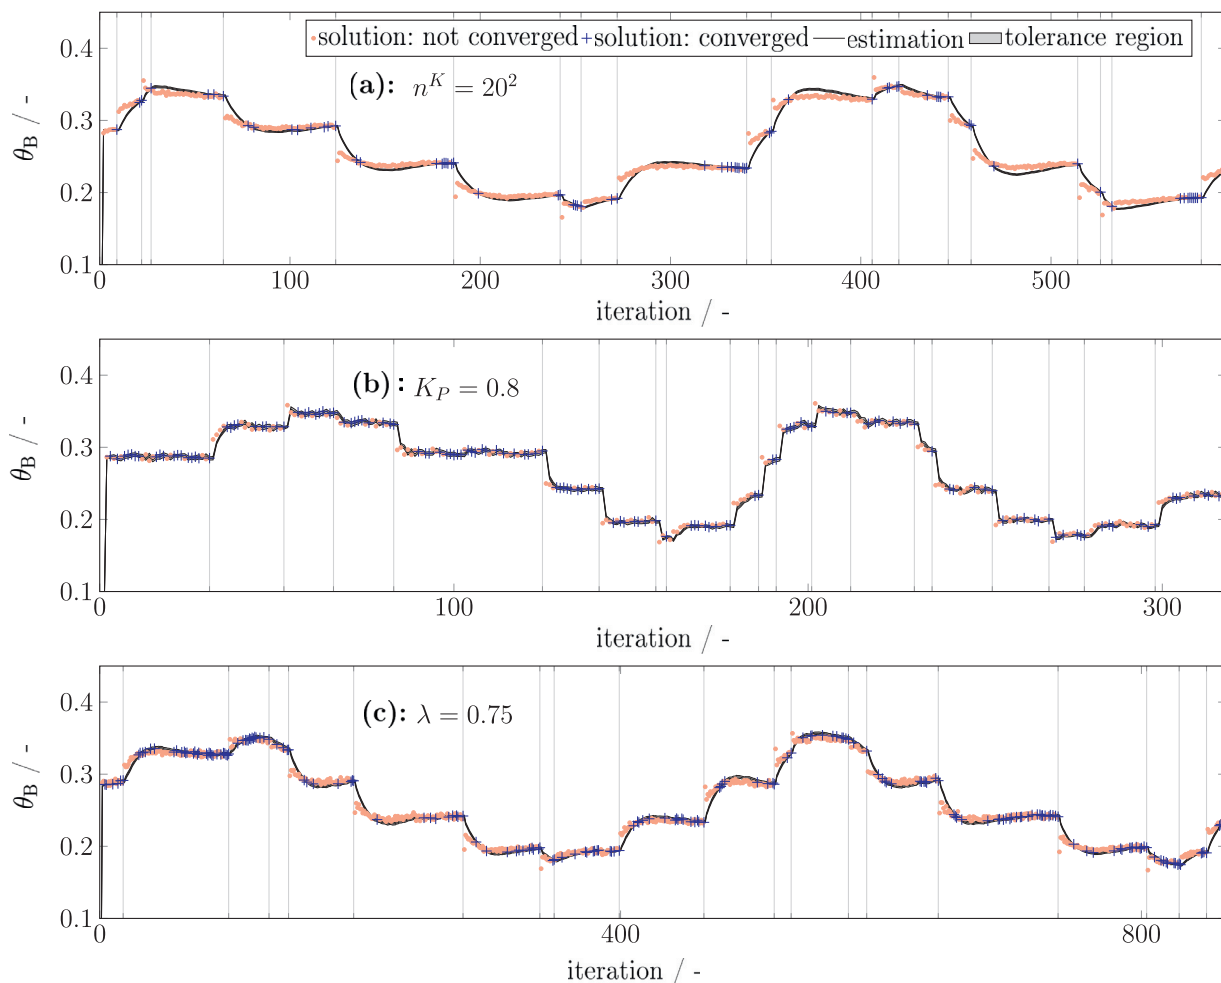 solution: not converged solution: converged estimation tolerance region
(a): n^K = 20^2
0.4
0.3
0.2
0.1
θ_B / -
0 100 200 300 400 500
iteration / -
(b): K_P = 0.8
0.4
0.3
0.2
0.1
θ_B / -
0 100 200 300
iteration / -
(c): λ = 0.75
0.4
0.3
0.2
0.1
θ_B / -
0 400 800
iteration / -